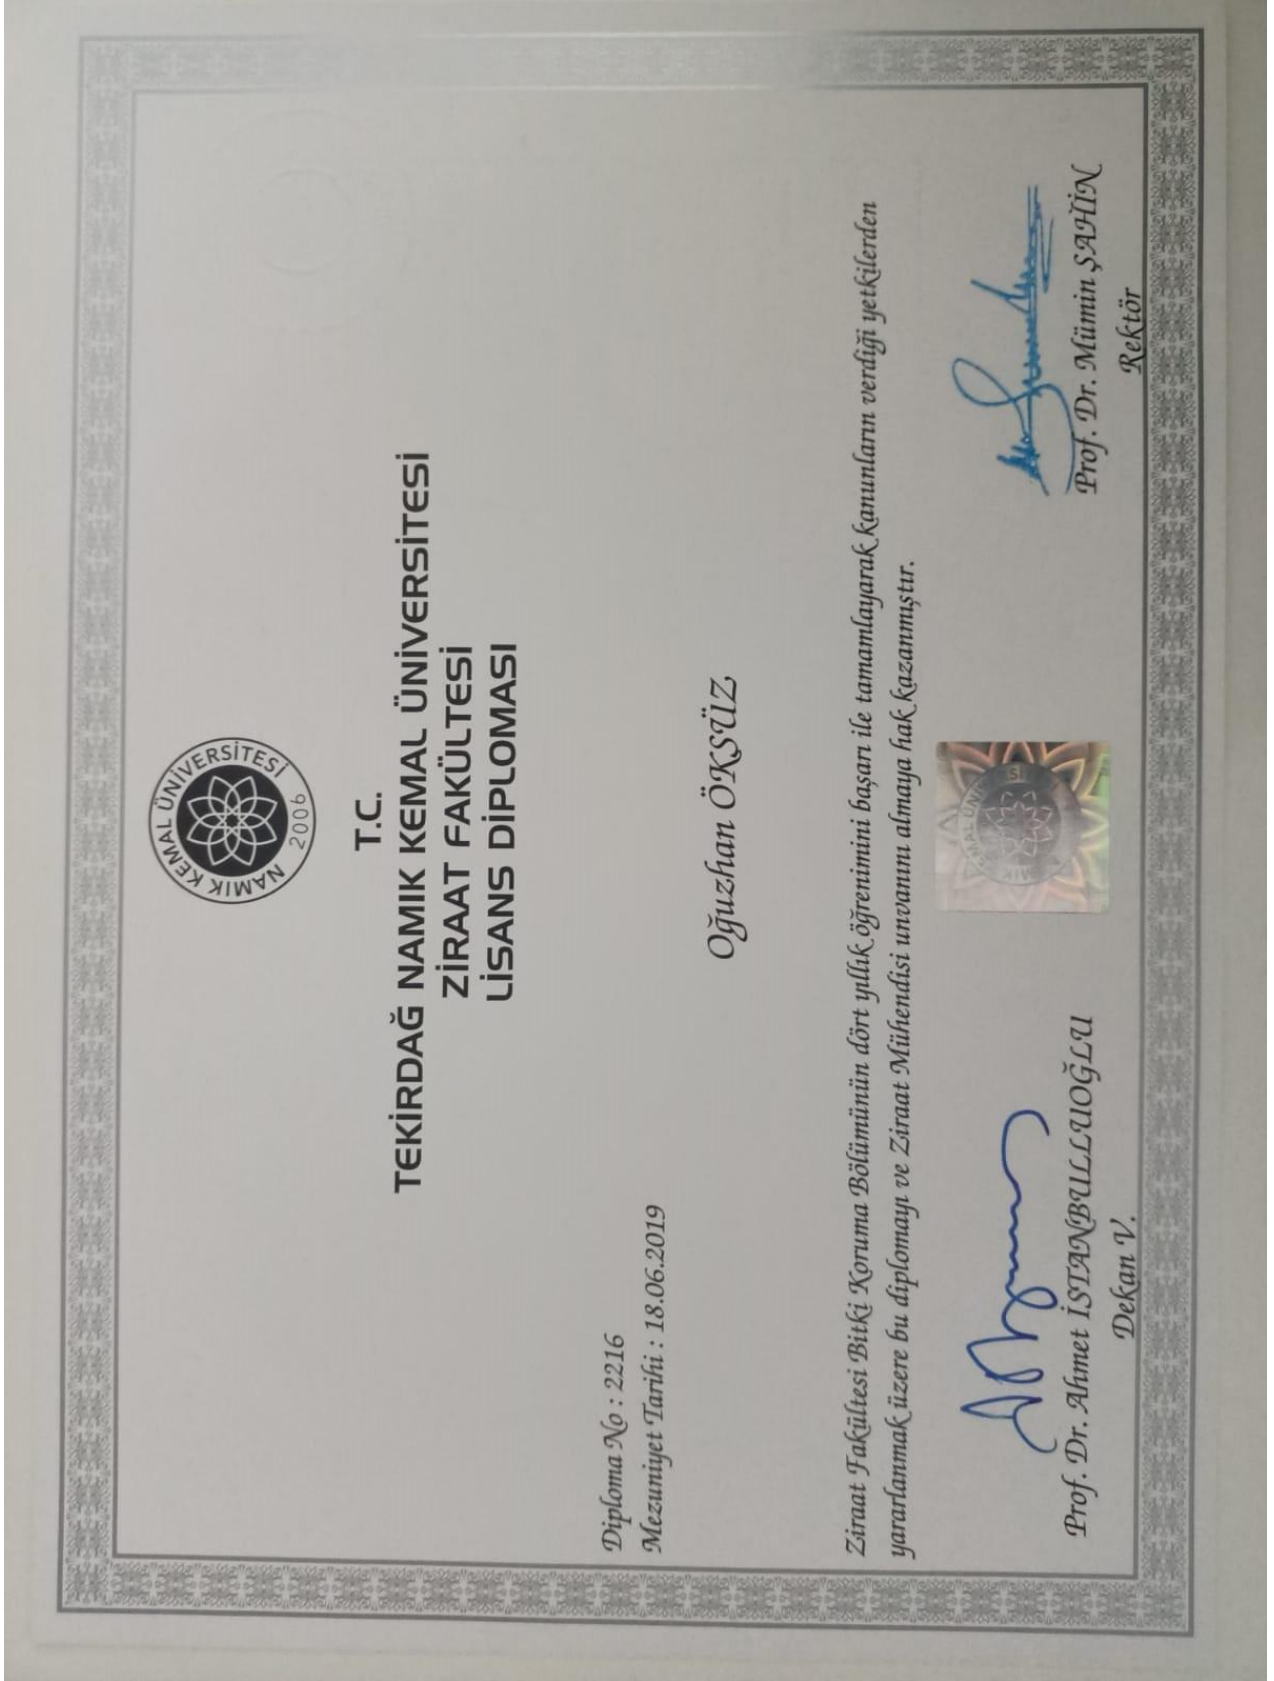 NAMIK KEMAL ÜNİVERSİTESİ
2006
T.C.
TEKİRDAĞ NAMIK KEMAL ÜNİVERSİTESİ
ZİRAAT FAKÜLTESİ
LİSANS DİPLOMASI
Diploma No : 2216
Mezuniyet Tarihi : 18.06.2019
Oğuzhan ÖKSÜZ
Ziraat Fakültesi Bitki Koruma Bölümünün dört yıllık öğrenimini başarı ile tamamlayarak kanunların verdiği yetkilerden
yararlanmak üzere bu diplomayı ve Ziraat Mühendisi unvanını almaya hak kazanmıştır.
Prof. Dr. Ahmet İSTANBULLUOĞLU
Dekan V.
Prof. Dr. Mümin ŞAHİN
Rektör